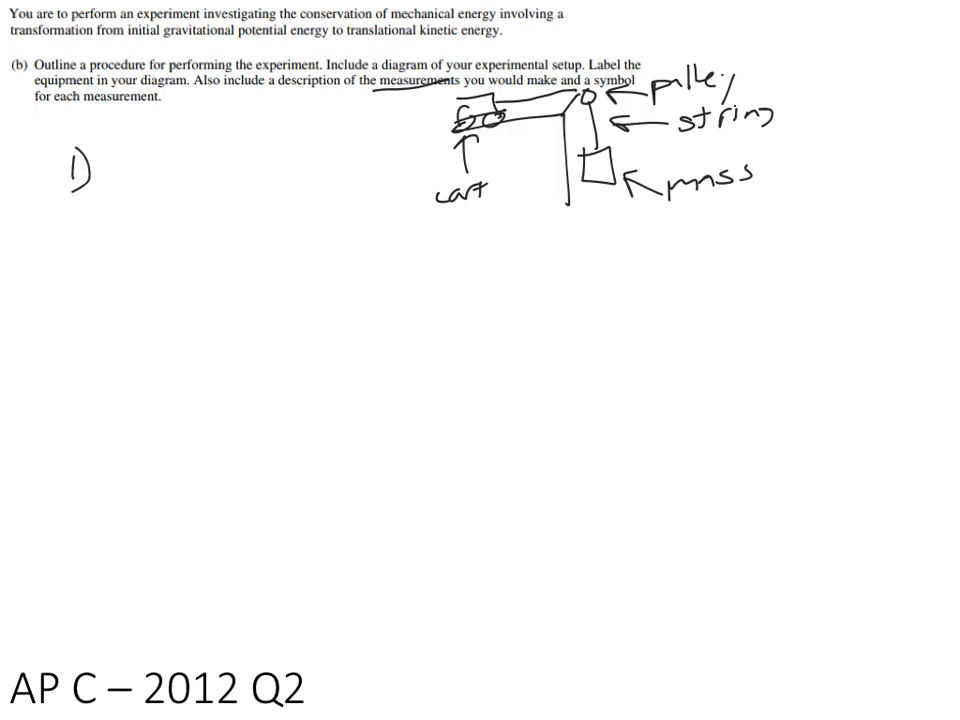 You are to perform an experiment investigating the conservation of mechanical energy involving a
transformation from initial gravitational potential energy to translational kinetic energy.
(b) Outline a procedure for performing the experiment. Include a diagram of your experimental setup. Label the
equipment in your diagram. Also include a description of the measurements you would make and a symbol
for each measurement.
pulley
string
mass
cart
1)
AP C – 2012 Q2